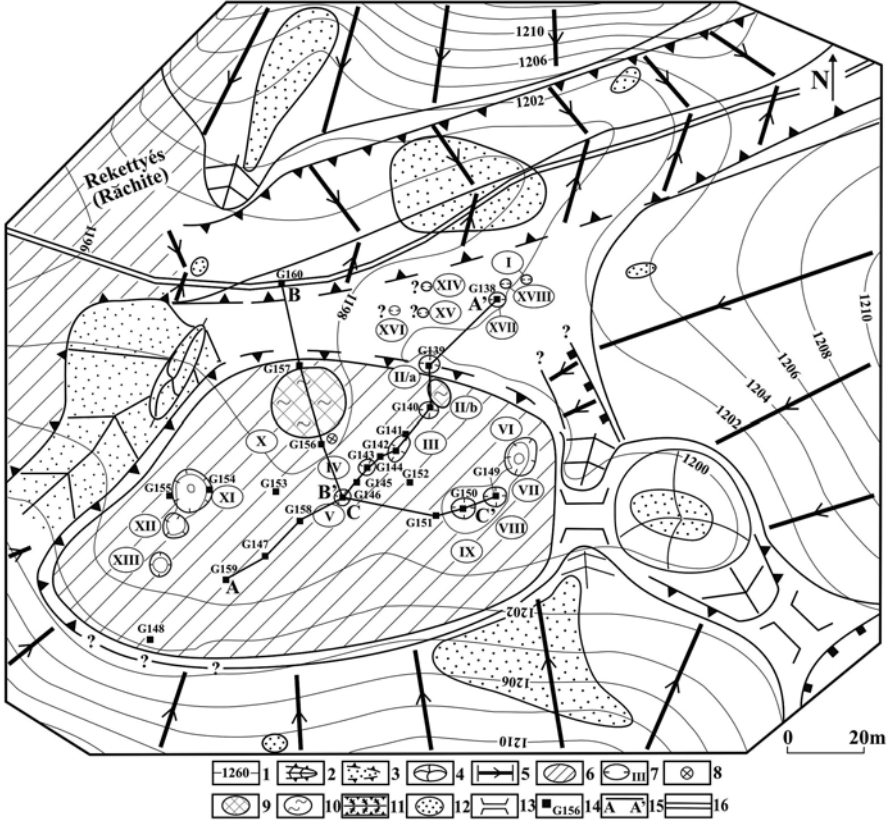 1210
1206
1202
N
Rekettyés
(Răchite)
1196
G160
B
I
XIV
G138
A'
XVIII
?
?
?
XV
XVI
XVII
1198
?
?
1210
1208
1206
1204
1202
G139
G157
II/a
G140
II/b
G141
VI
X
G156
III
G142
IV
G143
G144
G149
1200
G155
G154
XI
G153
G145
G152
B'
G146
C
V
G150
VII
C'
VIII
XII
G158
G151
IX
XIII
G147
G159
A
G148
1202
?
?
?
1206
1210
0 20m
1260 1 2 3 4 5 6 III 7 8
9 10 11 12 13 G156 14 A A' 15 16